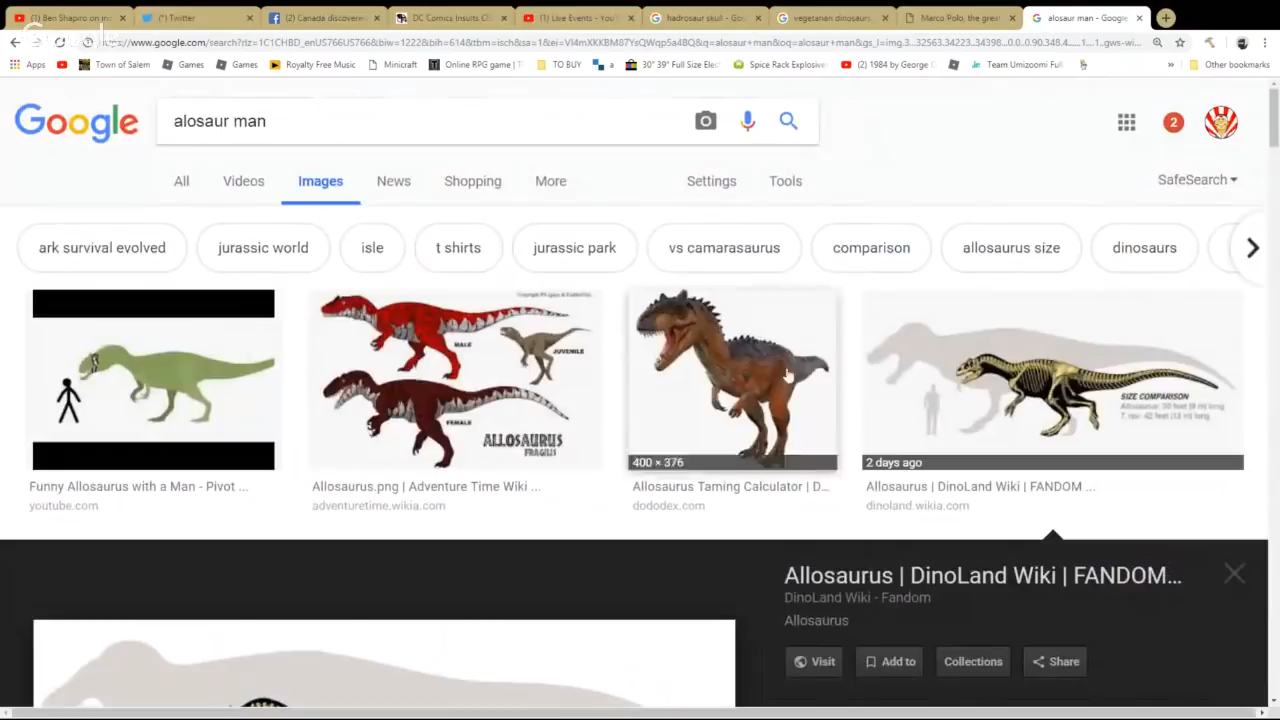 (1) Ben Shapiro on in
(*) Twitter
(2) Canada discover
DC Comics Insults C
(1) Live Events - You
hadrosaur skull - Go
vegetarian dinosaurs
Marco Polo, the great
alosaur man - Google
Apps
Town of Salem
Games
Games
Royalty Free Music
Minicraft
Online RPG game |
TO BUY
a
30" 39" Full Size Elec
Spice Rack Explosive
(2) 1984 by George
Team Umizoomi Full
»
Other bookmarks
Google
alosaur man
2
All
Videos
Images
News
Shopping
More
Settings
Tools
SafeSearch
ark survival evolved
jurassic world
isle
t shirts
jurassic park
vs camarasaurus
comparison
allosaurus size
dinosaurs
MALE
JUVENILE
FEMALE
ALLOSAURUS
FRAGILIS
SIZE COMPARISON
400 × 376
2 days ago
Funny Allosaurus with a Man - Pivot ...
Allosaurus.png | Adventure Time Wiki ...
Allosaurus Taming Calculator | D...
Allosaurus | DinoLand Wiki | FANDOM ...
youtube.com
adventuretime.wikia.com
dododex.com
dinoland.wikia.com
Allosaurus | DinoLand Wiki | FANDOM...
DinoLand Wiki - Fandom
Allosaurus
Visit
Add to
Collections
Share